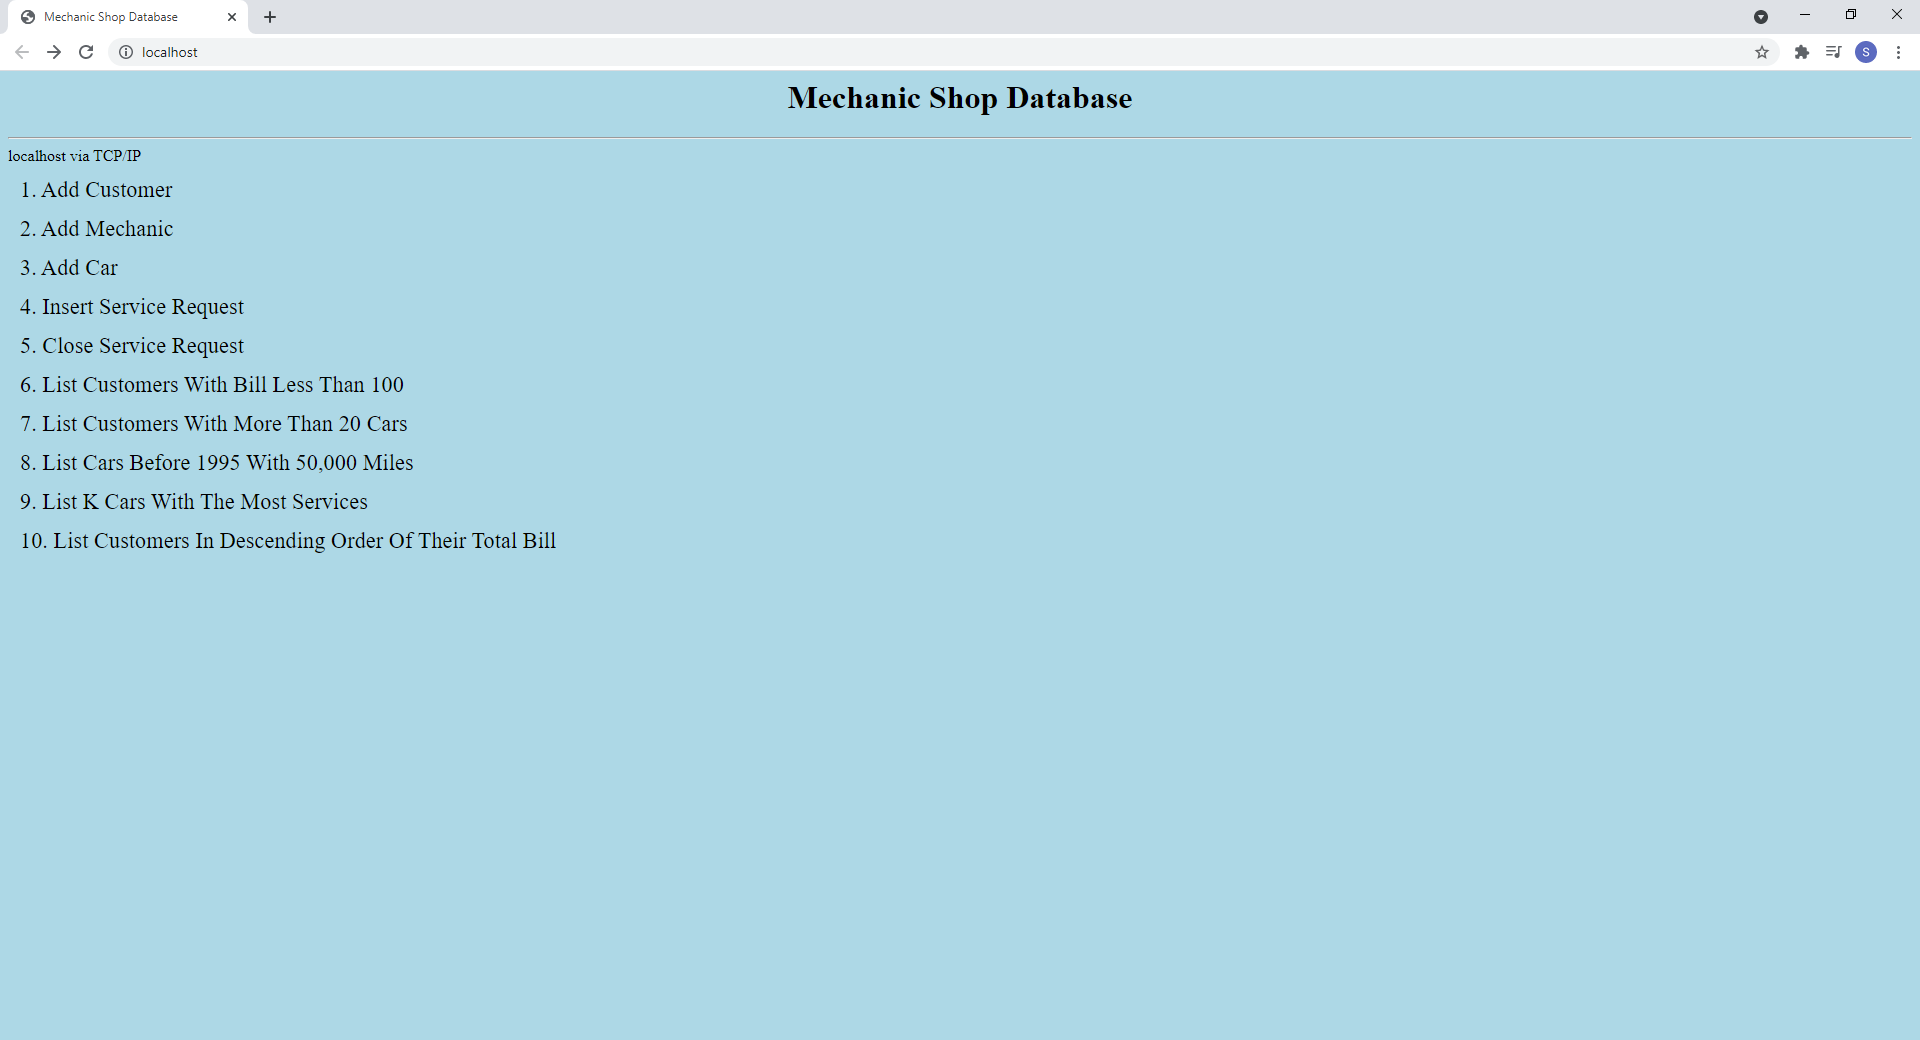 Mechanic Shop Database
localhost
S
Mechanic Shop Database
localhost via TCP/IP
1. Add Customer
2. Add Mechanic
3. Add Car
4. Insert Service Request
5. Close Service Request
6. List Customers With Bill Less Than 100
7. List Customers With More Than 20 Cars
8. List Cars Before 1995 With 50,000 Miles
9. List K Cars With The Most Services
10. List Customers In Descending Order Of Their Total Bill